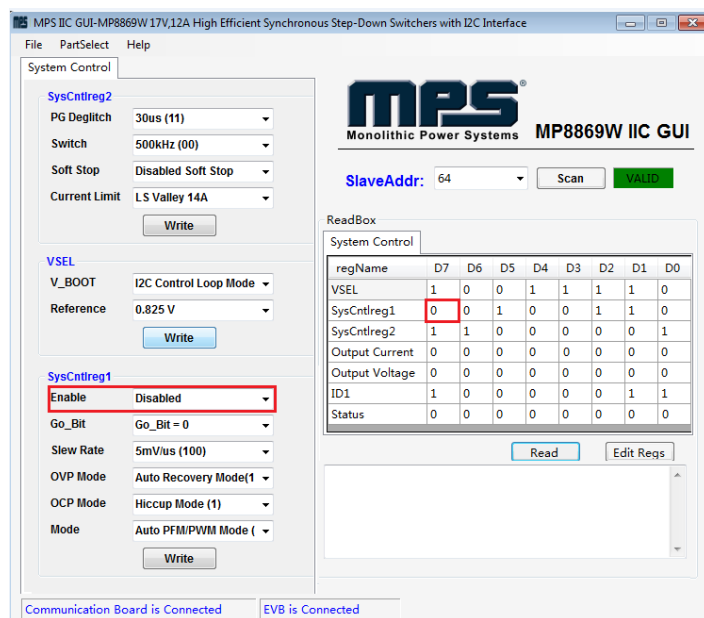 MPS IIC GUI-MP8869W 17V,12A High Efficient Synchronous Step-Down Switchers with I2C Interface
File PartSelect Help
System Control
SysCntlreg2
PG Deglitch 30us (11)
Switch 500kHz (00)
Soft Stop Disabled Soft Stop
Current Limit LS Valley 14A
Write
VSEL
V_BOOT I2C Control Loop Mode
Reference 0.825 V
Write
SysCntlreg1
Enable Disabled
Go_Bit Go_Bit = 0
Slew Rate 5mV/us (100)
OVP Mode Auto Recovery Mode(1
OCP Mode Hiccup Mode (1)
Mode Auto PFM/PWM Mode (
Write
mps
Monolithic Power Systems MP8869W IIC GUI
SlaveAddr: 64 Scan VALID
ReadBox
System Control
regName D7 D6 D5 D4 D3 D2 D1 D0
VSEL 1 0 0 1 1 1 1 0
SysCntlreg1 0 0 1 0 0 1 1 0
SysCntlreg2 1 1 0 0 0 0 0 1
Output Current 0 0 0 0 0 0 0 0
Output Voltage 0 0 0 0 0 0 0 0
ID1 1 0 0 0 0 0 1 1
Status 0 0 0 0 0 0 0 0
Read Edit Regs
Communication Board is Connected EVB is Connected